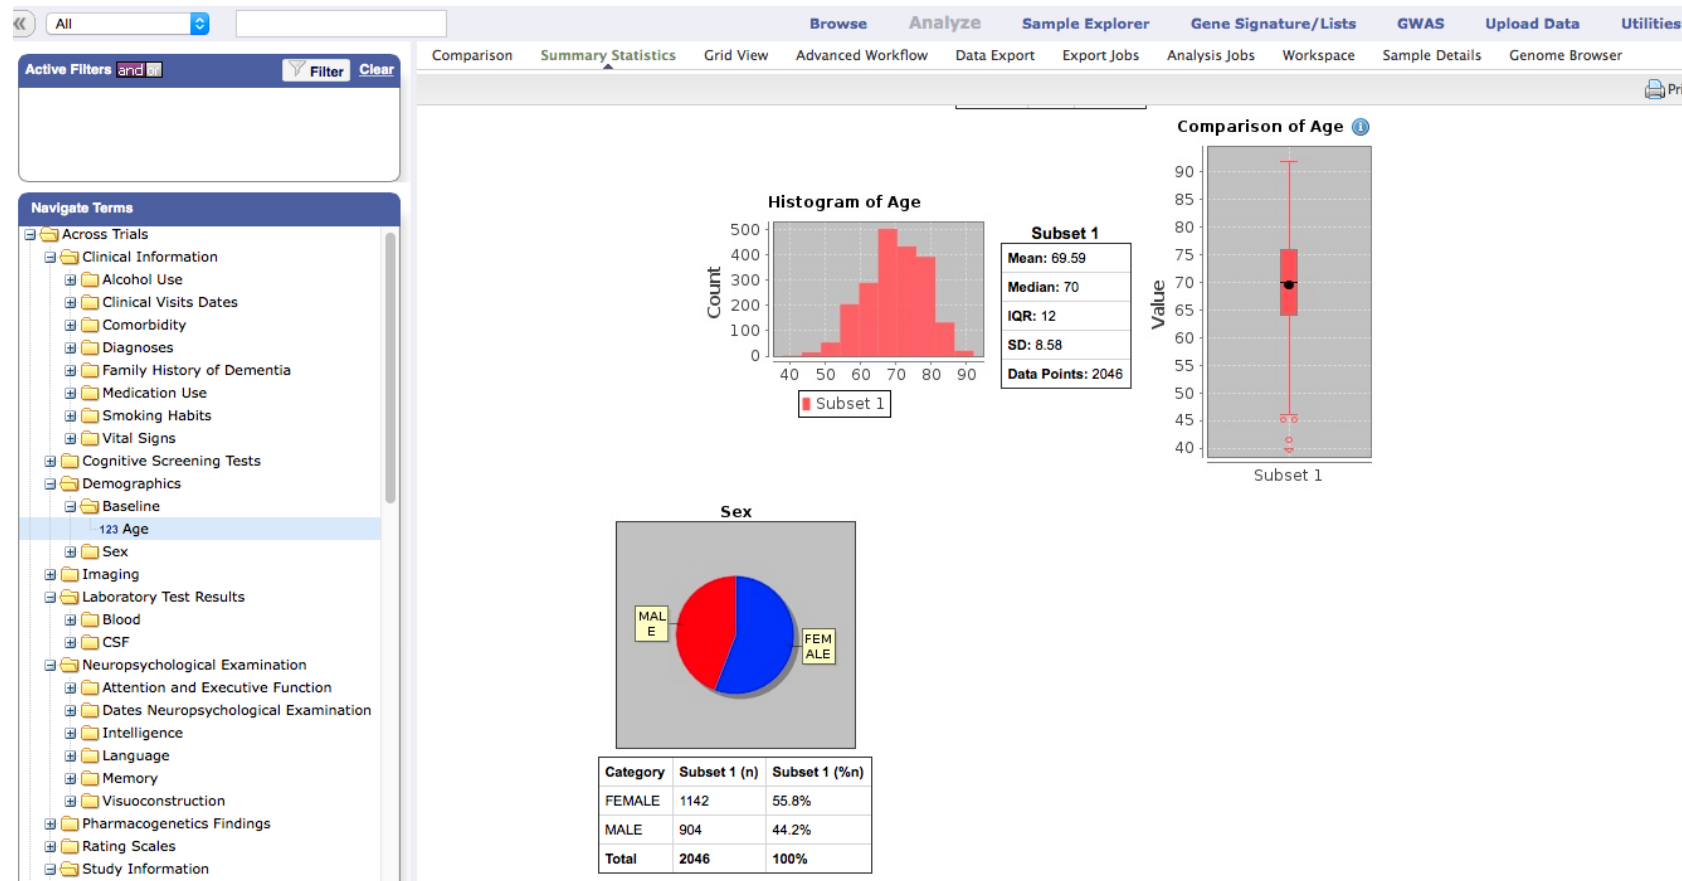 All
Browse Analyze Sample Explorer Gene Signature/Lists GWAS Upload Data Utilities
Comparison Summary Statistics Grid View Advanced Workflow Data Export Export Jobs Analysis Jobs Workspace Sample Details Genome Browser
Active Filters and or Filter Clear
Navigate Terms
Across Trials
Clinical Information
Alcohol Use
Clinical Visits Dates
Comorbidity
Diagnoses
Family History of Dementia
Medication Use
Smoking Habits
Vital Signs
Cognitive Screening Tests
Demographics
Baseline
123 Age
Sex
Imaging
Laboratory Test Results
Blood
CSF
Neuropsychological Examination
Attention and Executive Function
Dates Neuropsychological Examination
Intelligence
Language
Memory
Visuoconstruction
Pharmacogenetics Findings
Rating Scales
Study Information
Pri
Histogram of Age
Count
500
400
300
200
100
0
40 50 60 70 80 90
Subset 1
Subset 1
Mean: 69.59
Median: 70
IQR: 12
SD: 8.58
Data Points: 2046
Comparison of Age
Value
90
85
80
75
70
65
60
55
50
45
40
Subset 1
Sex
MAL
E
FEM
ALE
Category Subset 1 (n) Subset 1 (%n)
FEMALE 1142 55.8%
MALE 904 44.2%
Total 2046 100%